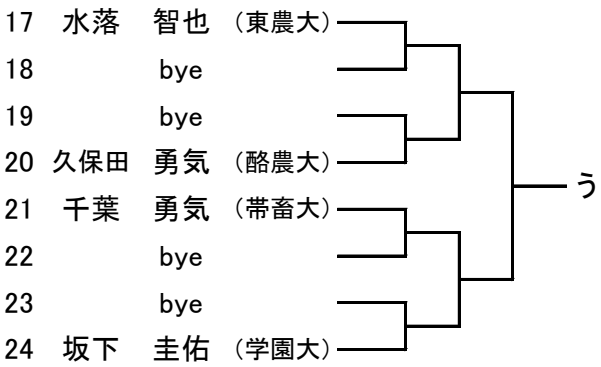 17 水落 智也 (東農大)
18 bye
19 bye
20 久保田 勇気 (酪農大)
21 千葉 勇気 (帯畜大)
22 bye
23 bye
24 坂下 圭佑 (学園大)
う